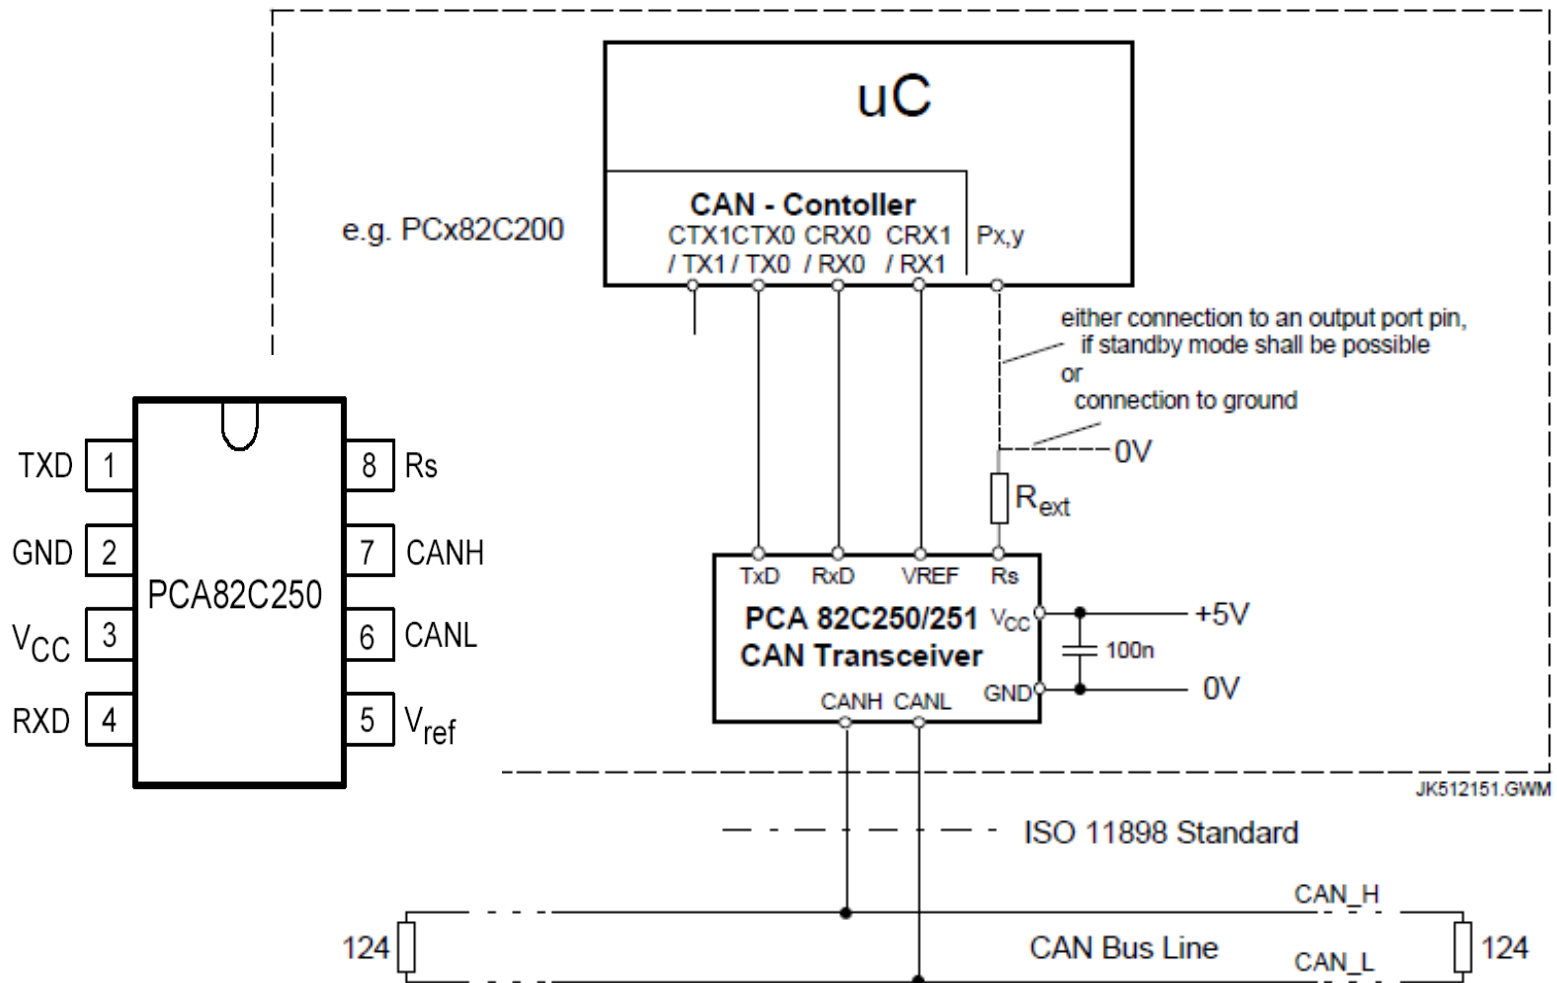 uC
CAN - Contoller
e.g. PCx82C200
CTX1 CTX0 CRX0 CRX1 Px,y
/ TX1 / TX0 / RX0 / RX1
either connection to an output port pin,
if standby mode shall be possible
or
connection to ground
0V
Rext
TXD 1 8 Rs
GND 2 7 CANH
PCA82C250
VCC 3 6 CANL
RXD 4 5 Vref
TxD RxD VREF Rs
PCA 82C250/251
CAN Transceiver
VCC +5V
100n
GND 0V
CANH CANL
JK512151.GWM
ISO 11898 Standard
CAN_H
124 CAN Bus Line 124
CAN_L